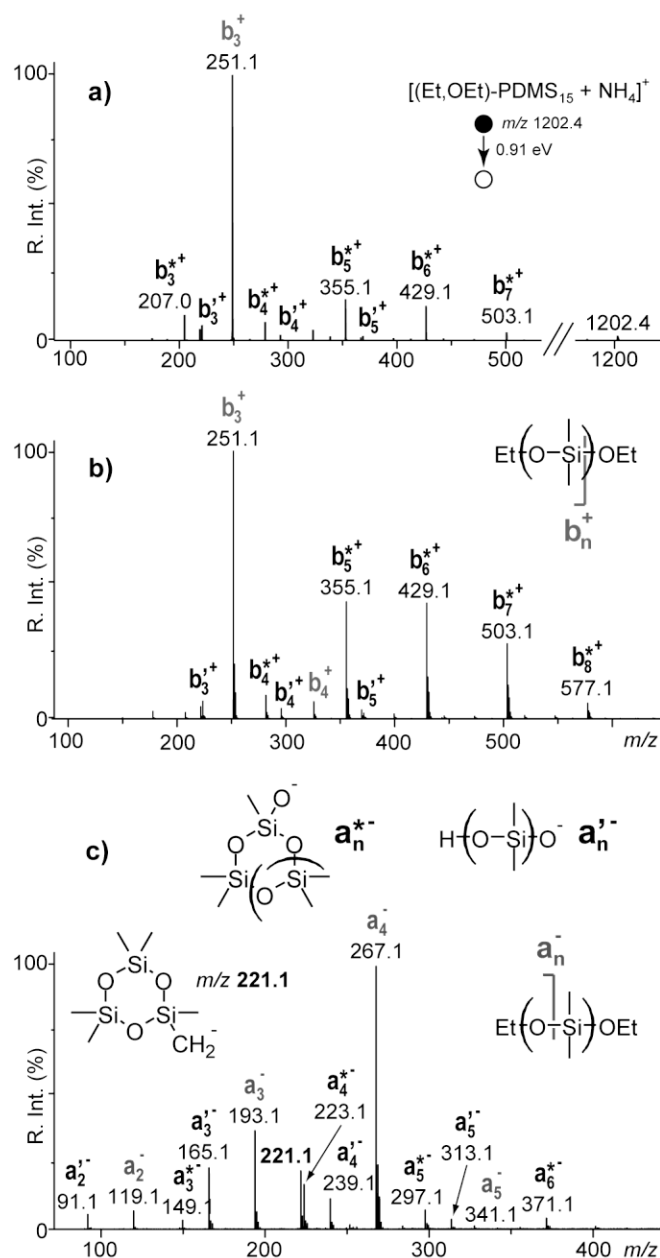 b₃⁺
251.1
100
a)
[(Et,OEt)-PDMS₁₅ + NH₄]⁺
m/z 1202.4
0.91 eV
R. Int. (%)
b₃*⁺
207.0
b₃'⁺
b₄*⁺
b₄'⁺
b₅*⁺
355.1
b₅'⁺
b₆*⁺
429.1
b₇*⁺
503.1
1202.4
0
100 200 300 400 500 1200
b₃⁺
251.1
100
b)
Et(O–Si)OEt
bₙ⁺
R. Int. (%)
b₃'⁺
b₄*⁺
b₄'⁺
b₄⁺
b₅*⁺
355.1
b₅'⁺
b₆*⁺
429.1
b₇*⁺
503.1
b₈*⁺
577.1
0
100 200 300 400 500 m/z
c)
O⁻
Si
O O
Si Si
O
aₙ*⁻
H(O–Si)O⁻ aₙ'⁻
a₄⁻
267.1
100
Si
O O
Si Si
O
CH₂⁻
m/z 221.1
aₙ⁻
Et(O–Si)OEt
R. Int. (%)
a₂'⁻
91.1
a₂⁻
119.1
a₃*⁻
149.1
a₃'⁻
165.1
a₃⁻
193.1
221.1
a₄*⁻
223.1
a₄'⁻
239.1
a₅*⁻
297.1
a₅'⁻
313.1
a₅⁻
341.1
a₆*⁻
371.1
0
100 200 300 400 m/z